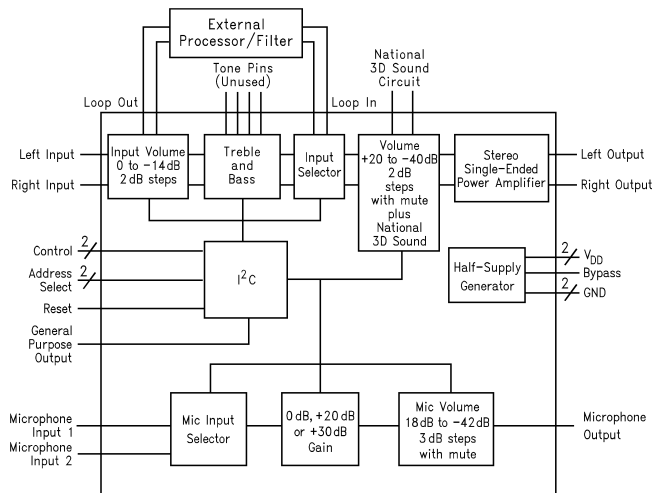 External
Processor/Filter
Tone Pins
(Unused)
National
3D Sound
Circuit
Loop Out
Loop In
Left Input
Right Input
Input Volume
0 to −14dB
2dB steps
Treble
and
Bass
Input
Selector
Volume
+20 to −40dB
2dB
steps
with mute
plus
National
3D Sound
Stereo
Single-Ended
Power Amplifier
Left Output
Right Output
Control
2
Address
Select
2
Reset
General
Purpose
Output
I²C
Half-Supply
Generator
2
V_DD
Bypass
2
GND
Microphone
Input 1
Microphone
Input 2
Mic Input
Selector
0dB, +20dB
or +30dB
Gain
Mic Volume
18dB to −42dB
3dB steps
with mute
Microphone
Output